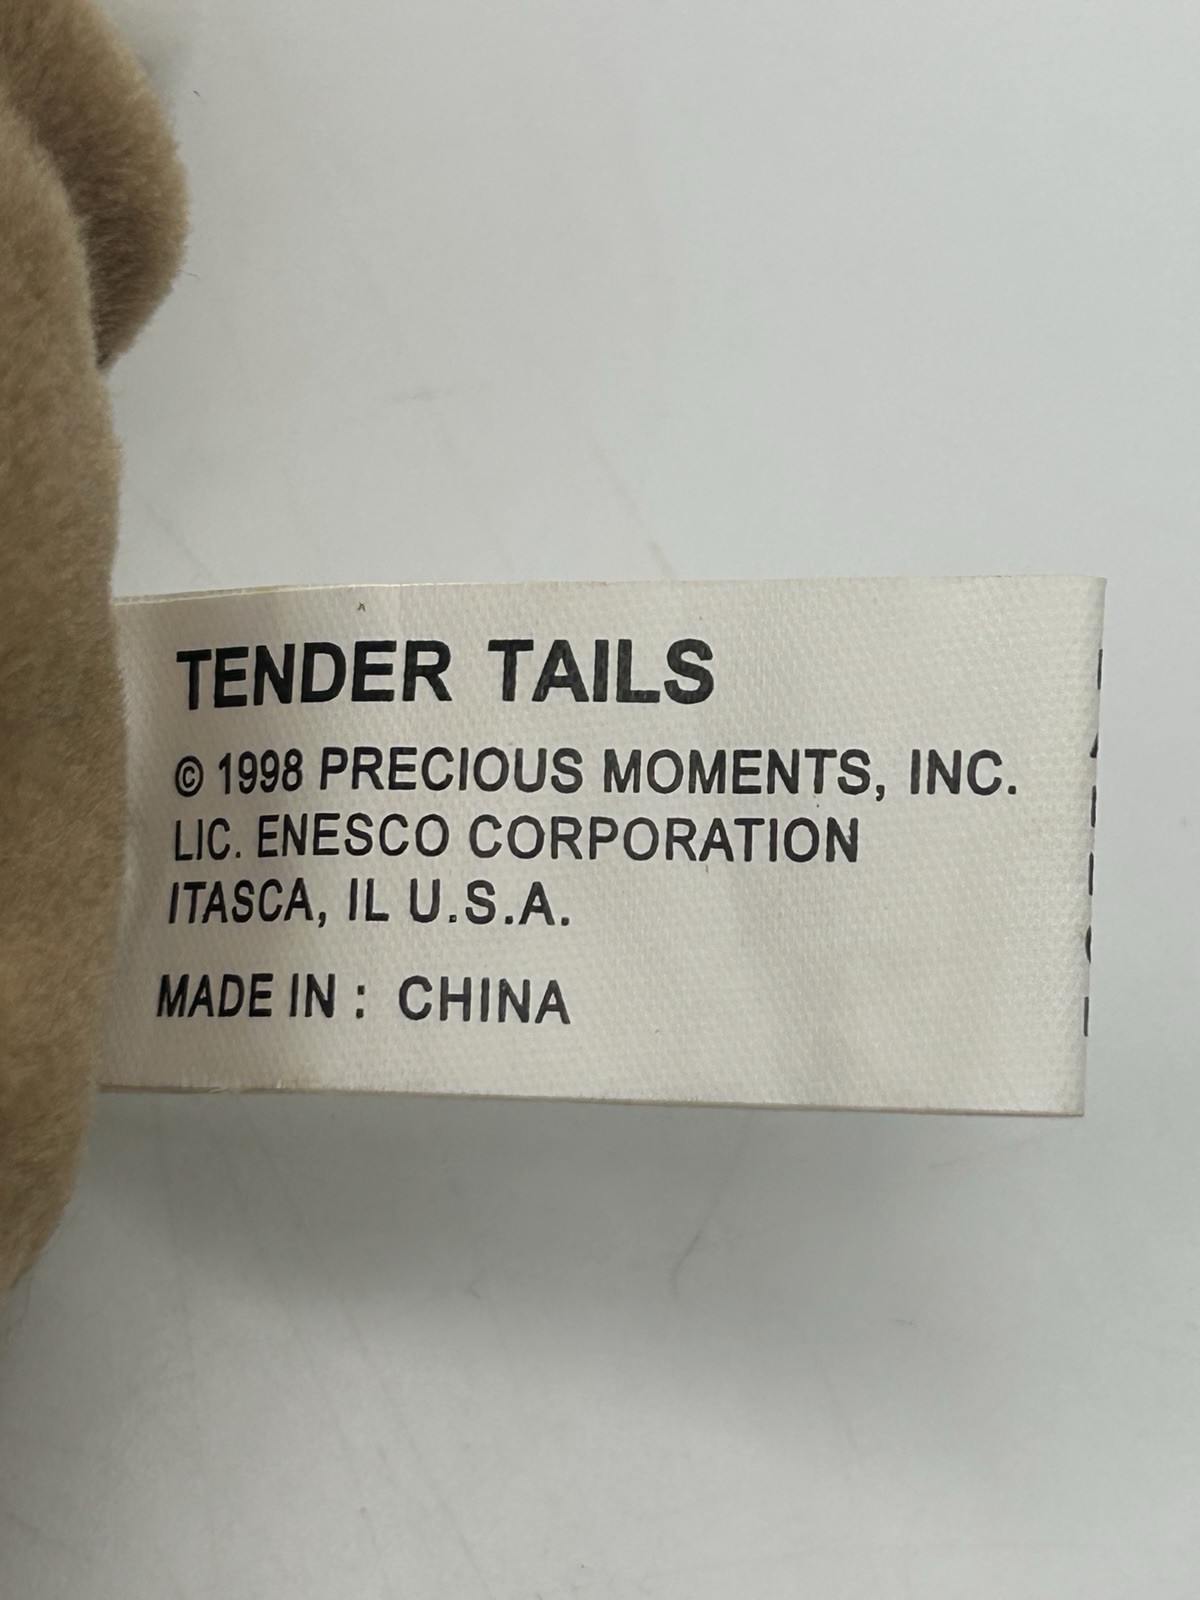 TENDER TAILS
© 1998 PRECIOUS MOMENTS, INC.
LIC. ENESCO CORPORATION
ITASCA, IL U.S.A.
MADE IN : CHINA